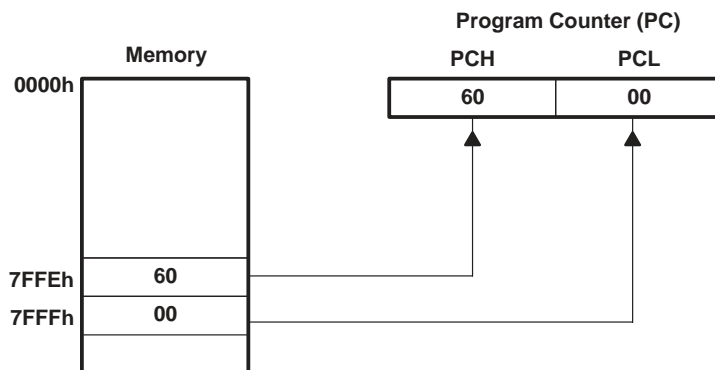 Program Counter (PC)
Memory
PCH PCL
0000h
60 00
7FFEh 60
7FFFh 00